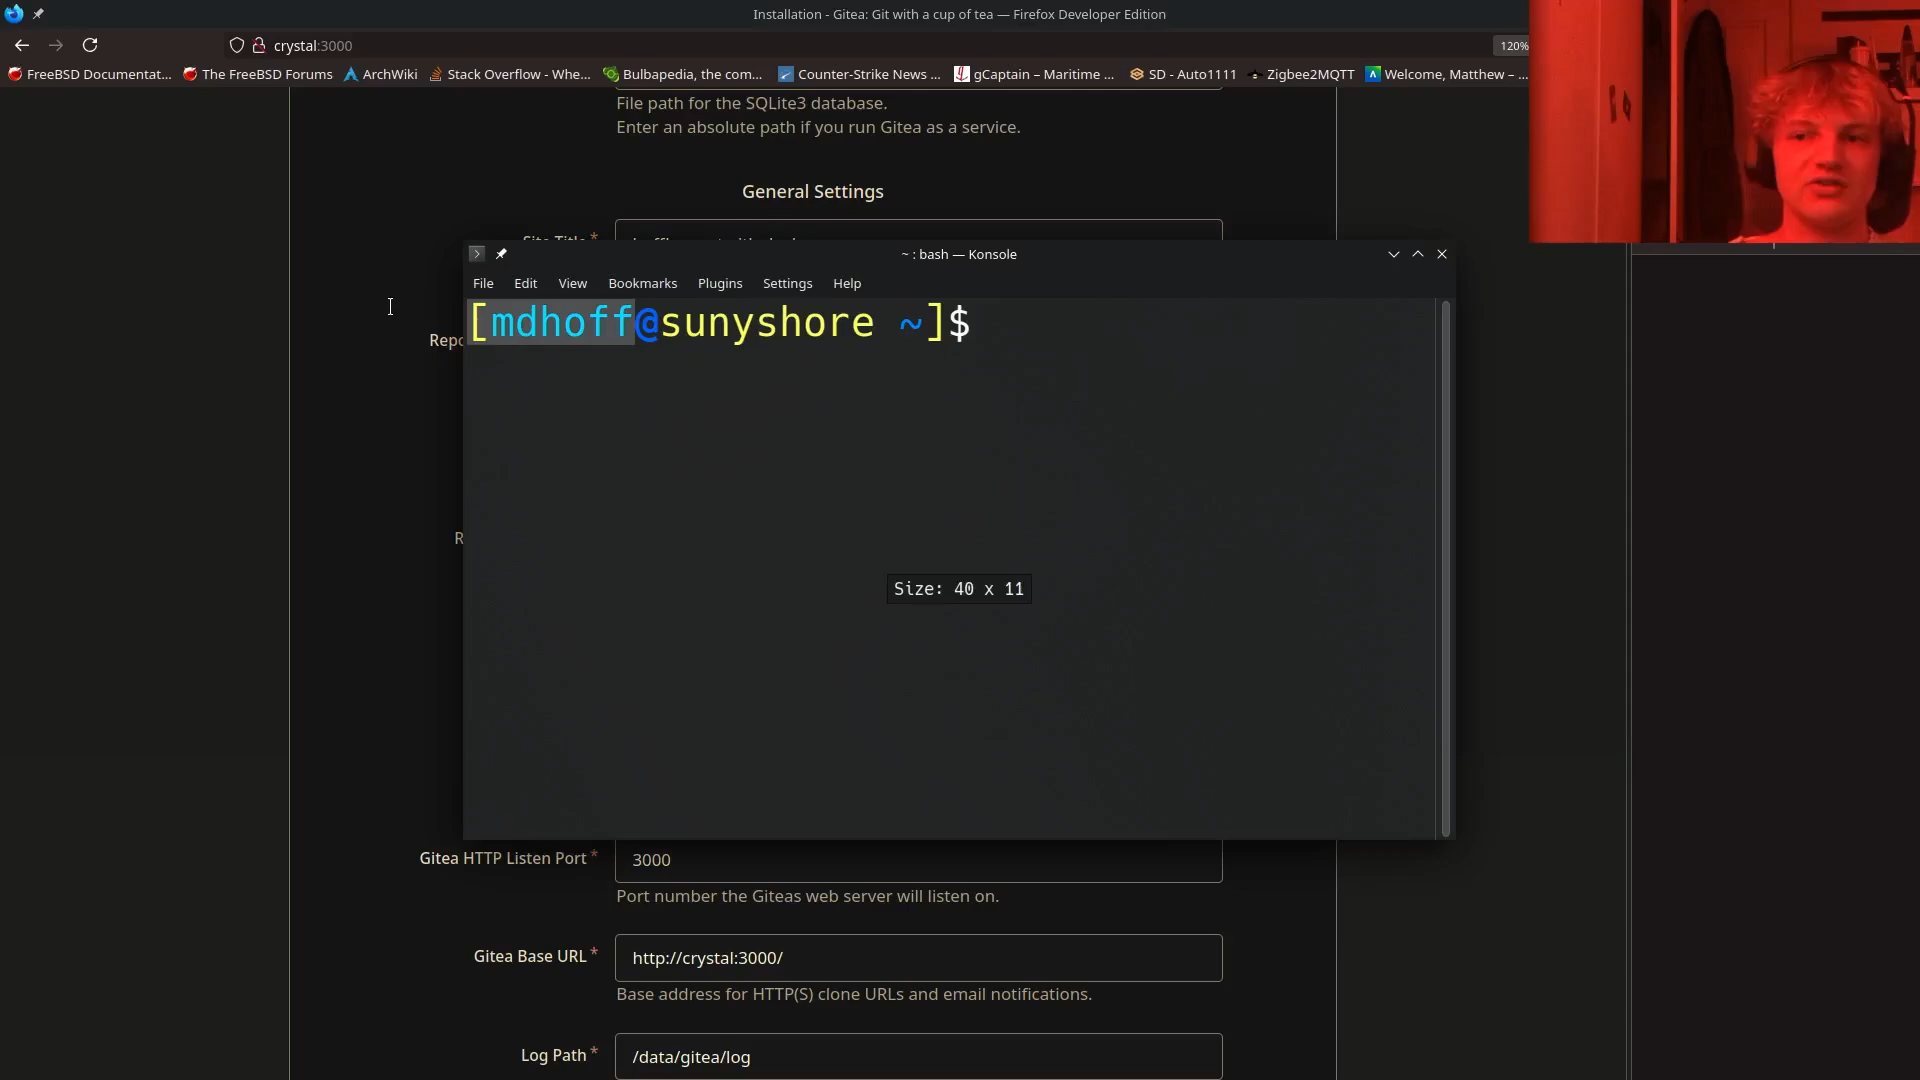 Installation - Gitea: Git with a cup of tea — Firefox Developer Edition
crystal:3000
120%
FreeBSD Documentat...
The FreeBSD Forums
ArchWiki
Stack Overflow - Whe...
Bulbapedia, the com...
Counter-Strike News ...
gCaptain – Maritime ...
SD - Auto1111
Zigbee2MQTT
Welcome, Matthew – ...
File path for the SQLite3 database.
Enter an absolute path if you run Gitea as a service.
General Settings
Site Title *
~ : bash — Konsole
File Edit View Bookmarks Plugins Settings Help
[mdhoff@sunyshore ~]$
Size: 40 x 11
Gitea HTTP Listen Port *
3000
Port number the Giteas web server will listen on.
Gitea Base URL *
http://crystal:3000/
Base address for HTTP(S) clone URLs and email notifications.
Log Path *
/data/gitea/log